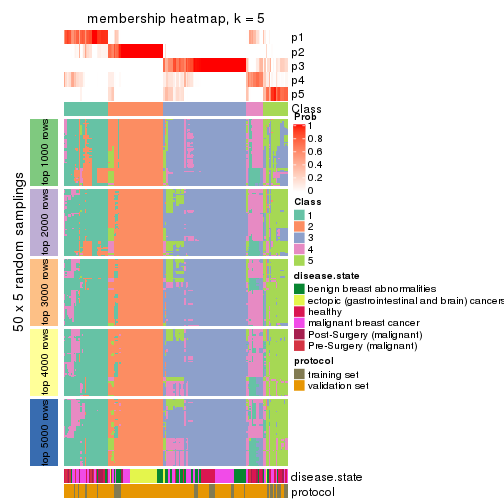 membership heatmap, k = 5
p1
p2
p3
p4
p5
Class
Prob
1
0.8
0.6
0.4
0.2
0
Class
1
2
3
4
5
disease.state
benign breast abnormalities
ectopic (gastrointestinal and brain) cancers
healthy
malignant breast cancer
Post-Surgery (malignant)
Pre-Surgery (malignant)
protocol
training set
validation set
50 x 5 random samplings
top 1000 rows
top 2000 rows
top 3000 rows
top 4000 rows
top 5000 rows
disease.state
protocol